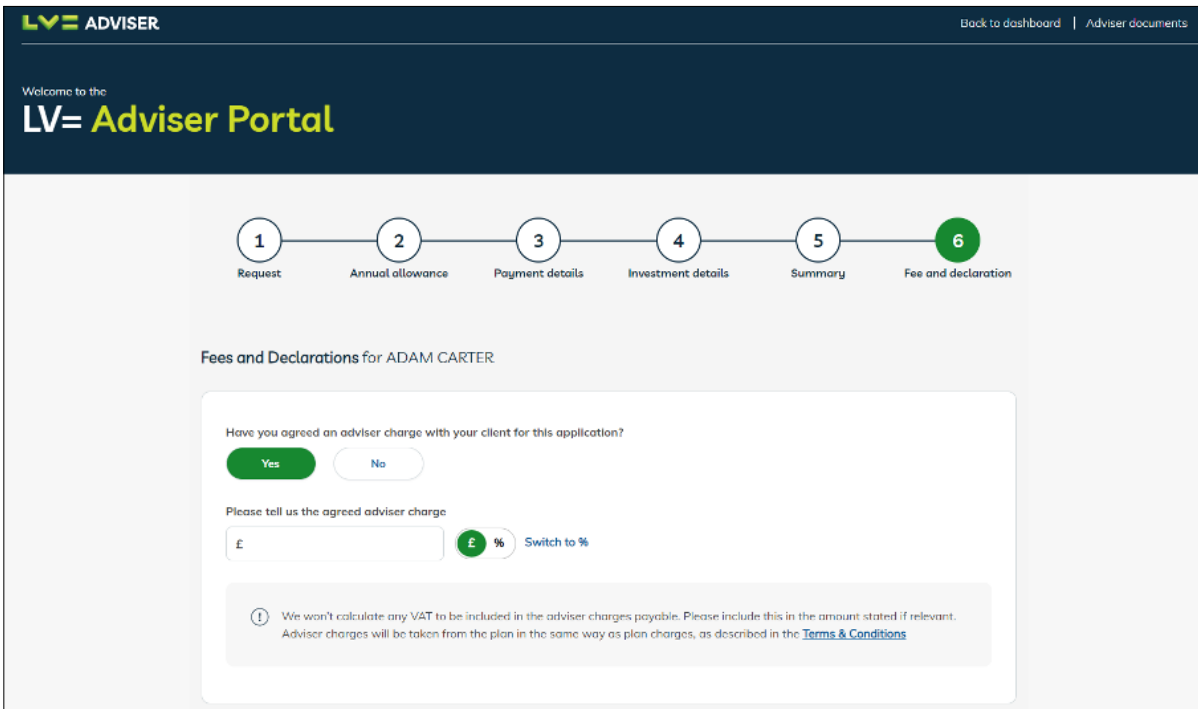 LV= ADVISER
Back to dashboard | Adviser documents
Welcome to the
LV= Adviser Portal
1 2 3 4 5 6
Request Annual allowance Payment details Investment details Summary Fee and declaration
Fees and Declarations for ADAM CARTER
Have you agreed an adviser charge with your client for this application?
Yes No
Please tell us the agreed adviser charge
£ £ % Switch to %
We won't calculate any VAT to be included in the adviser charges payable. Please include this in the amount stated if relevant.
Adviser charges will be taken from the plan in the same way as plan charges, as described in the Terms & Conditions